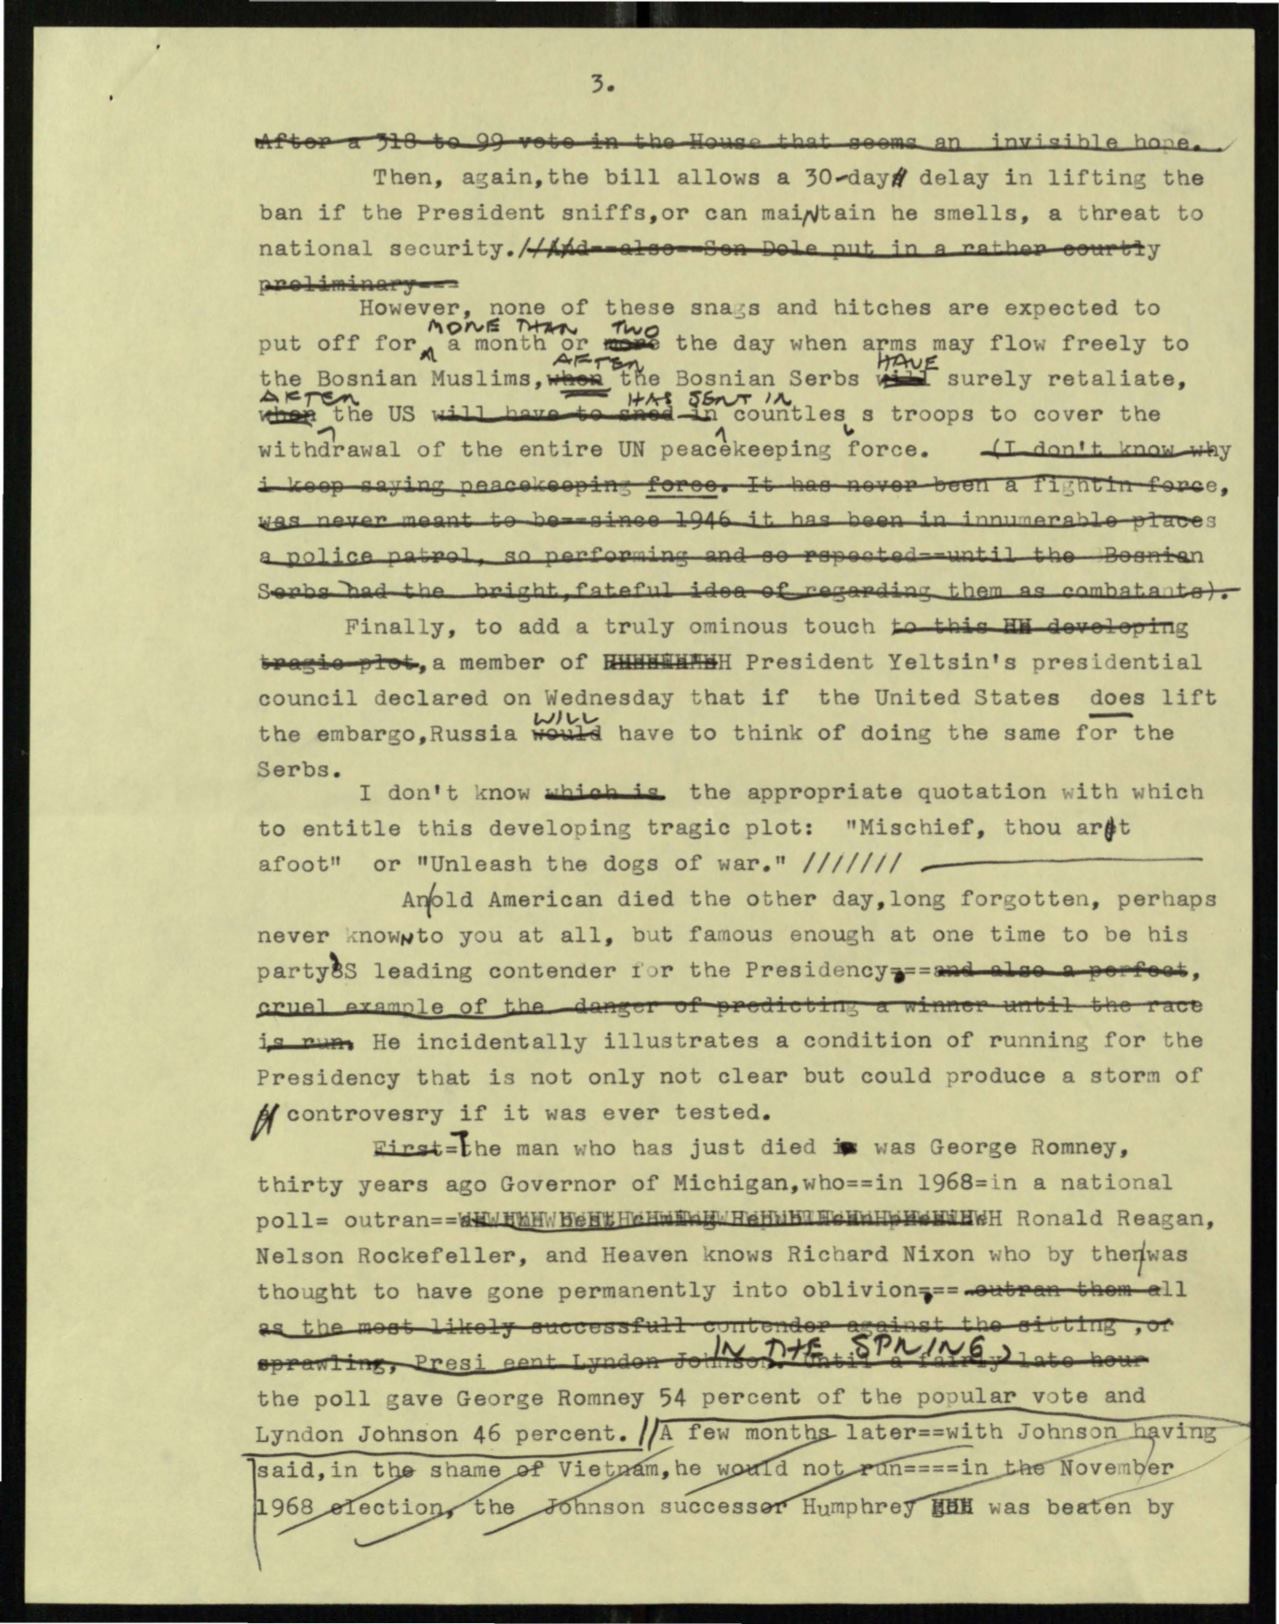 3.
After a 318 to 99 vote in the House that seems an invisible hope.
Then, again,the bill allows a 30-day delay in lifting the
ban if the President sniffs,or can maiNtain he smells, a threat to
national security.//And==also==Sen Dole put in a rather courtly
preliminary---
However, none of these snags and hitches are expected to
MORE THAN TWO
put off for a month or more the day when arms may flow freely to
AFTER HAVE
the Bosnian Muslims,when the Bosnian Serbs will surely retaliate,
AFTER HAS SENT IN
when the US will have to sned in countles s troops to cover the
withdrawal of the entire UN peacekeeping force. (I don't know why
i keep saying peacekeeping force. It has never been a fightin force,
was never meant to be==since 1946 it has been in innumerable places
a police patrol, so performing and so rspected==until the Bosnian
Serbs had the bright,fateful idea of regarding them as combatants).
Finally, to add a truly ominous touch to this HH developing
tragic plot,a member of President Yeltsin's presidential
council declared on Wednesday that if the United States does lift
WILL
the embargo,Russia would have to think of doing the same for the
Serbs.
I don't know which is the appropriate quotation with which
to entitle this developing tragic plot: "Mischief, thou art
afoot" or "Unleash the dogs of war." ///////
An/old American died the other day,long forgotten, perhaps
never knowN to you at all, but famous enough at one time to be his
party'S leading contender for the Presidency,==and also a perfect,
cruel example of the danger of predicting a winner until the race
is run. He incidentally illustrates a condition of running for the
Presidency that is not only not clear but could produce a storm of
controvesry if it was ever tested.
First=The man who has just died is was George Romney,
thirty years ago Governor of Michigan,who==in 1968=in a national
poll= outran== Ronald Reagan,
Nelson Rockefeller, and Heaven knows Richard Nixon who by then/was
thought to have gone permanently into oblivion,== outran them all
as the most likely successfull contender against the sitting ,or
IN THE SPRING,
sprawling, Presi eent Lyndon Johnson. Until a fairly late hour
the poll gave George Romney 54 percent of the popular vote and
Lyndon Johnson 46 percent.//A few months later==with Johnson having
said,in the shame of Vietnam,he would not run====in the November
1968 election, the Johnson successor Humphrey was beaten by